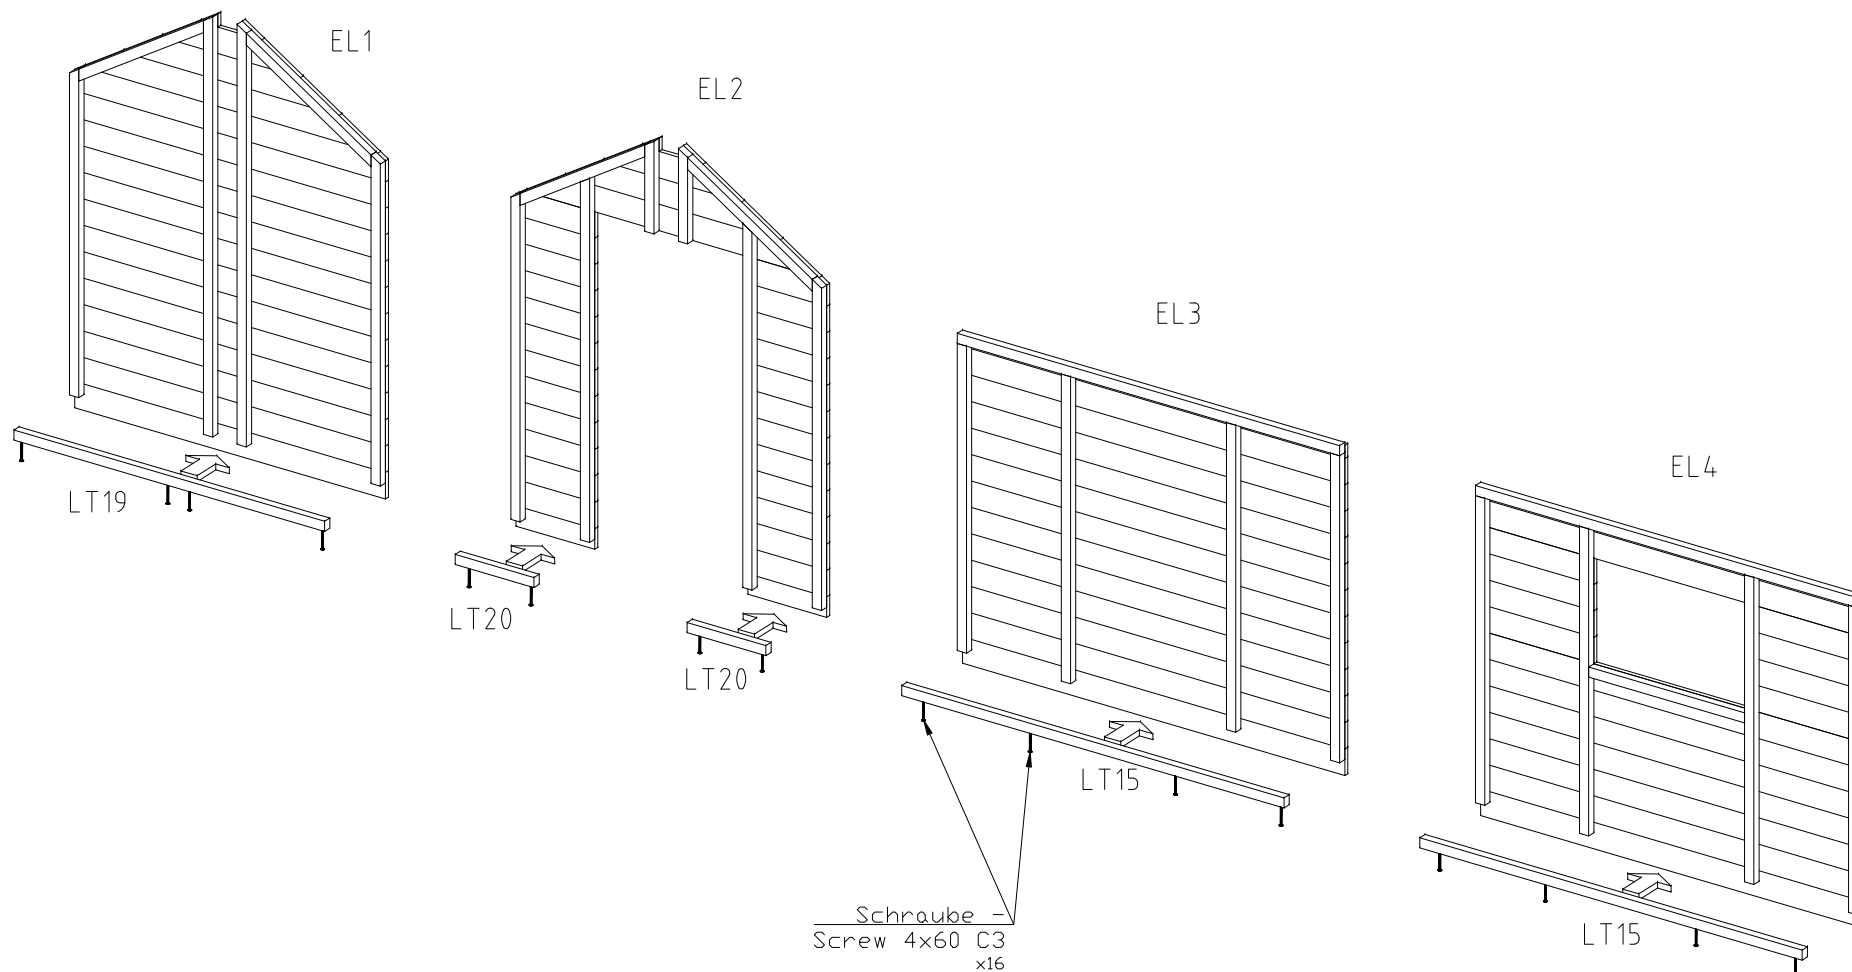 EL1
EL2
EL3
EL4
LT19
LT20
LT20
LT15
LT15
Schraube -
Screw 4x60 C3
x16